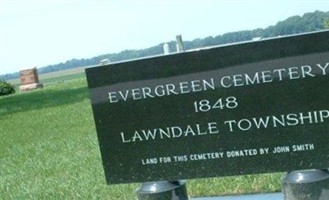 EVERGREEN CEMETERY
1848
LAWNDALE TOWNSHIP
LAND FOR THIS CEMETERY DONATED BY JOHN SMITH